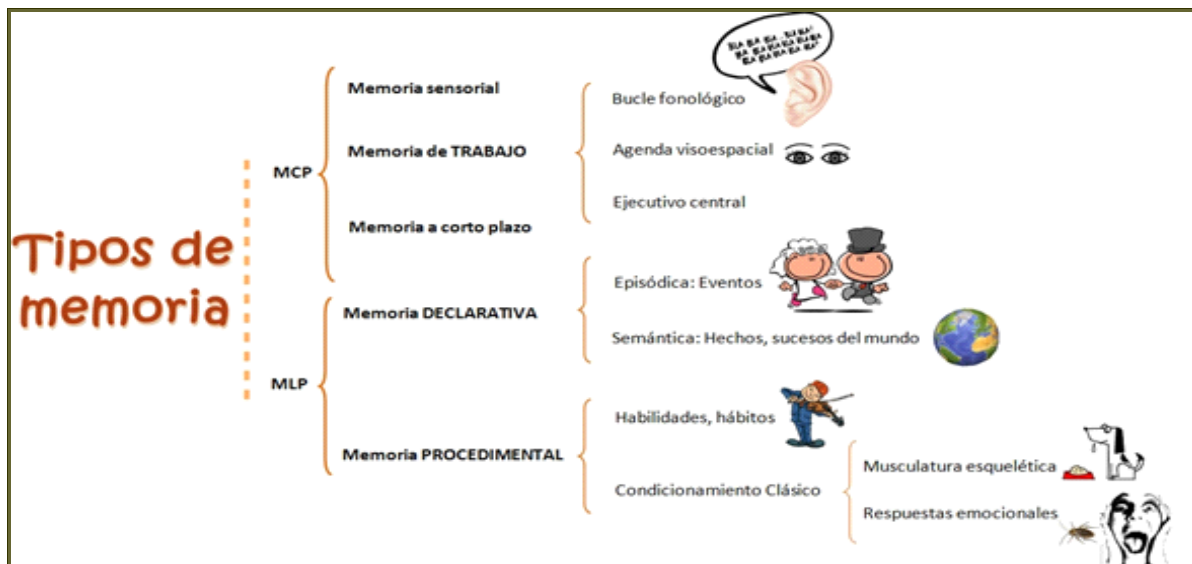 Tipos de
memoria
MCP
Memoria sensorial
Memoria de TRABAJO
Bucle fonológico
Agenda visoespacial
Ejecutivo central
Memoria a corto plazo
MLP
Memoria DECLARATIVA
Episódica: Eventos
Semántica: Hechos, sucesos del mundo
Memoria PROCEDIMENTAL
Habilidades, hábitos
Condicionamiento Clásico
Musculatura esquelética
Respuestas emocionales